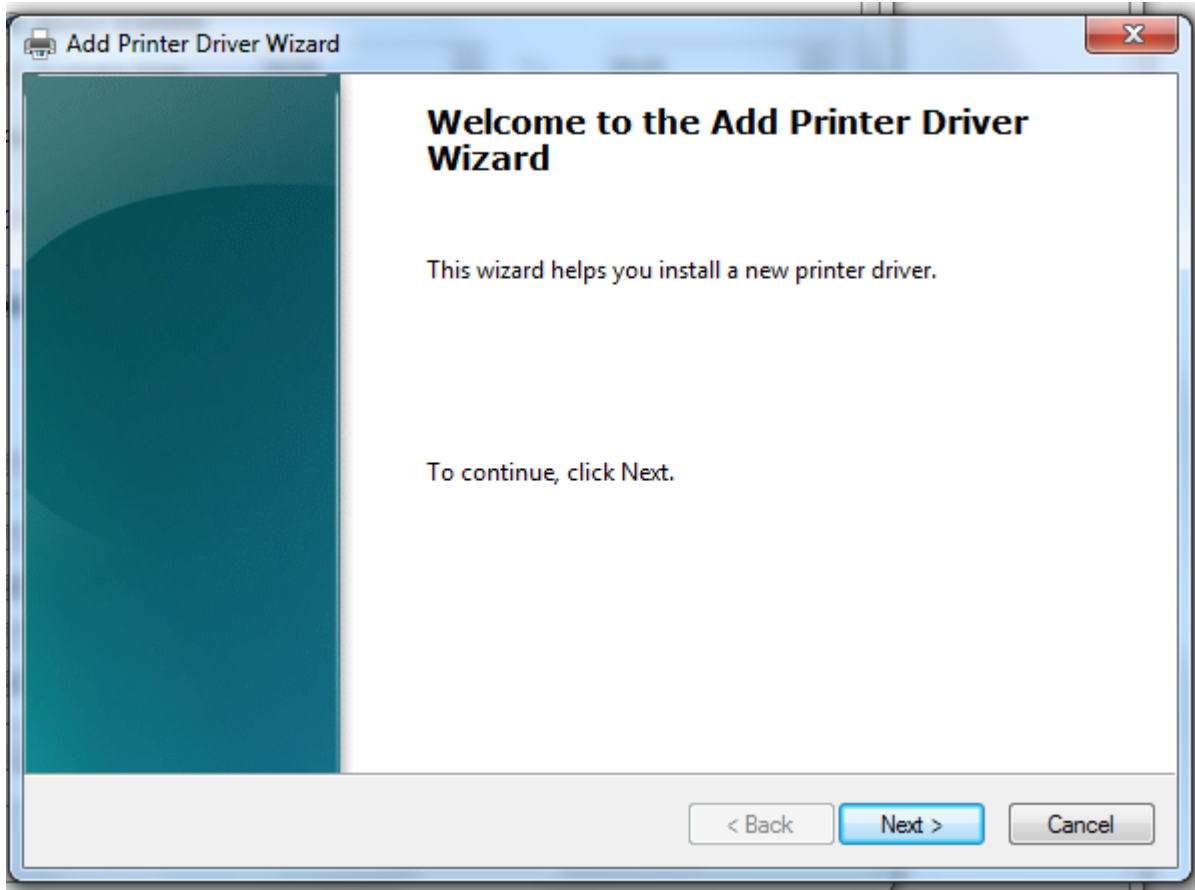 Add Printer Driver Wizard
Welcome to the Add Printer Driver
Wizard
This wizard helps you install a new printer driver.
To continue, click Next.
< Back
Next >
Cancel